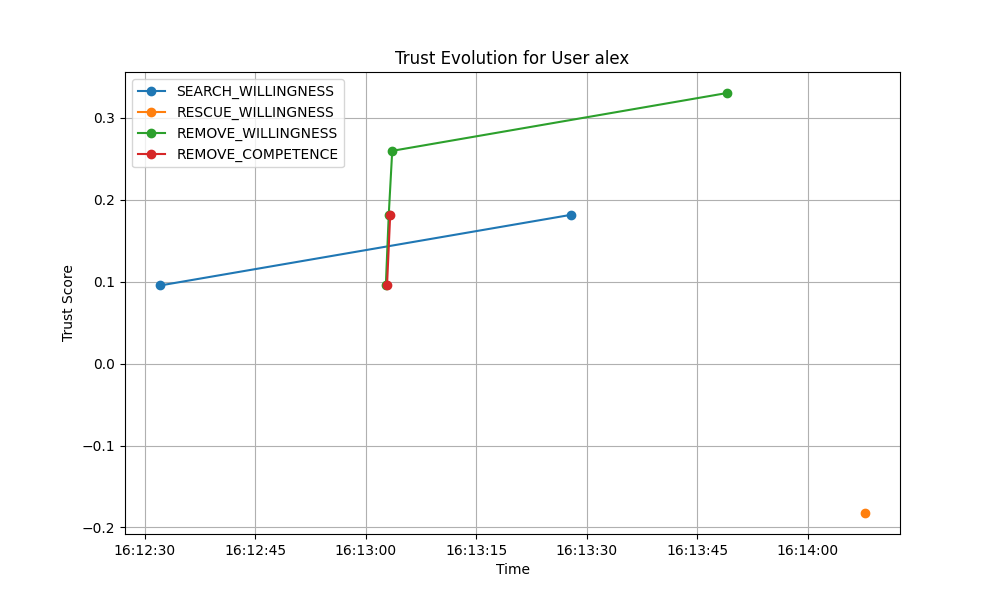 Trust Evolution for User alex
SEARCH_WILLINGNESS
RESCUE_WILLINGNESS
REMOVE_WILLINGNESS
REMOVE_COMPETENCE
Trust Score
0.3
0.2
0.1
0.0
−0.1
−0.2
16:12:30 16:12:45 16:13:00 16:13:15 16:13:30 16:13:45 16:14:00
Time